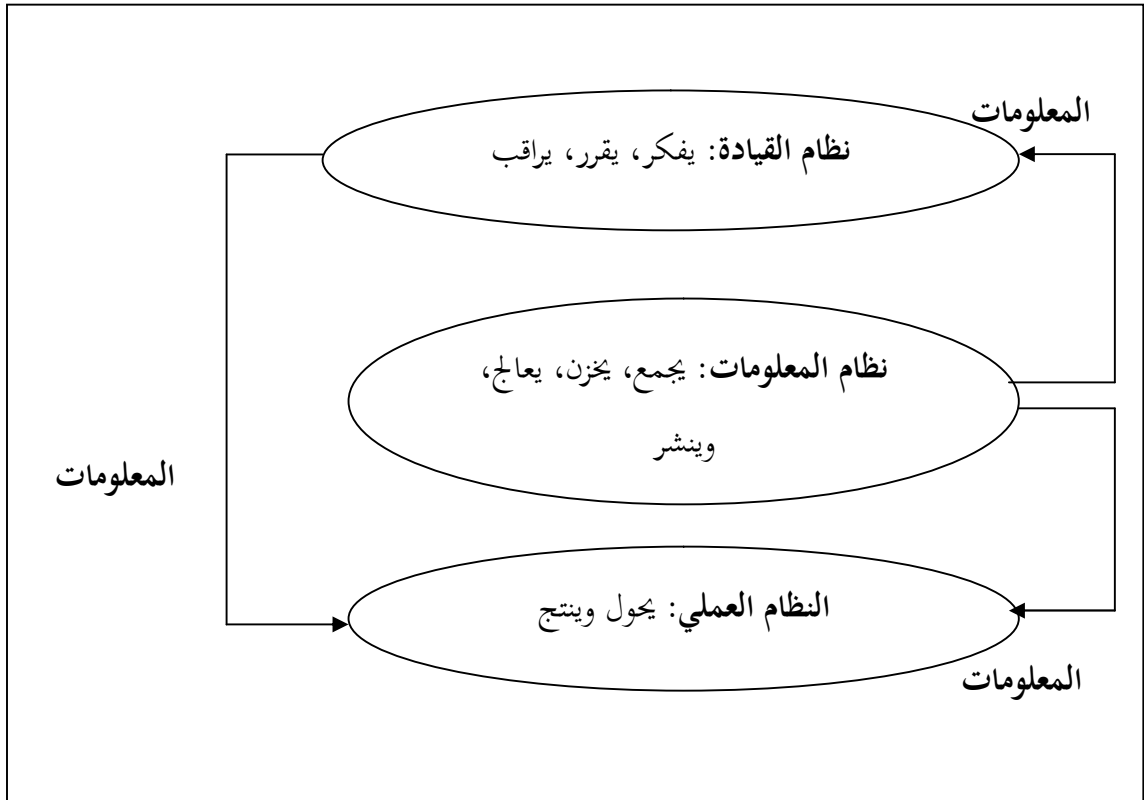 المعلومات
نظام القيادة: يفكر، يقرر، يراقب
نظام المعلومات: يجمع، يخزن، يعالج،
وينشر
المعلومات
النظام العملي: يحول وينتج
المعلومات